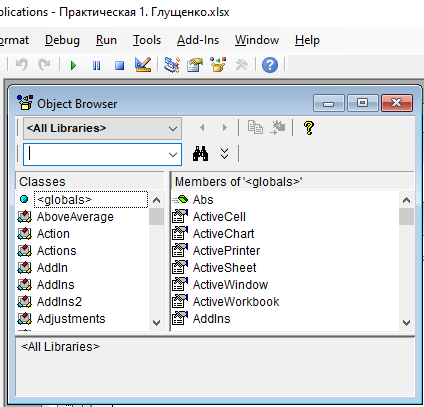 plications - Практическая 1. Глущенко.xlsx
ormat Debug Run Tools Add-Ins Window Help
Object Browser
<All Libraries>
Classes
<globals>
AboveAverage
Action
Actions
AddIn
AddIns
AddIns2
Adjustments
Members of '<globals>'
Abs
ActiveCell
ActiveChart
ActivePrinter
ActiveSheet
ActiveWindow
ActiveWorkbook
AddIns
<All Libraries>